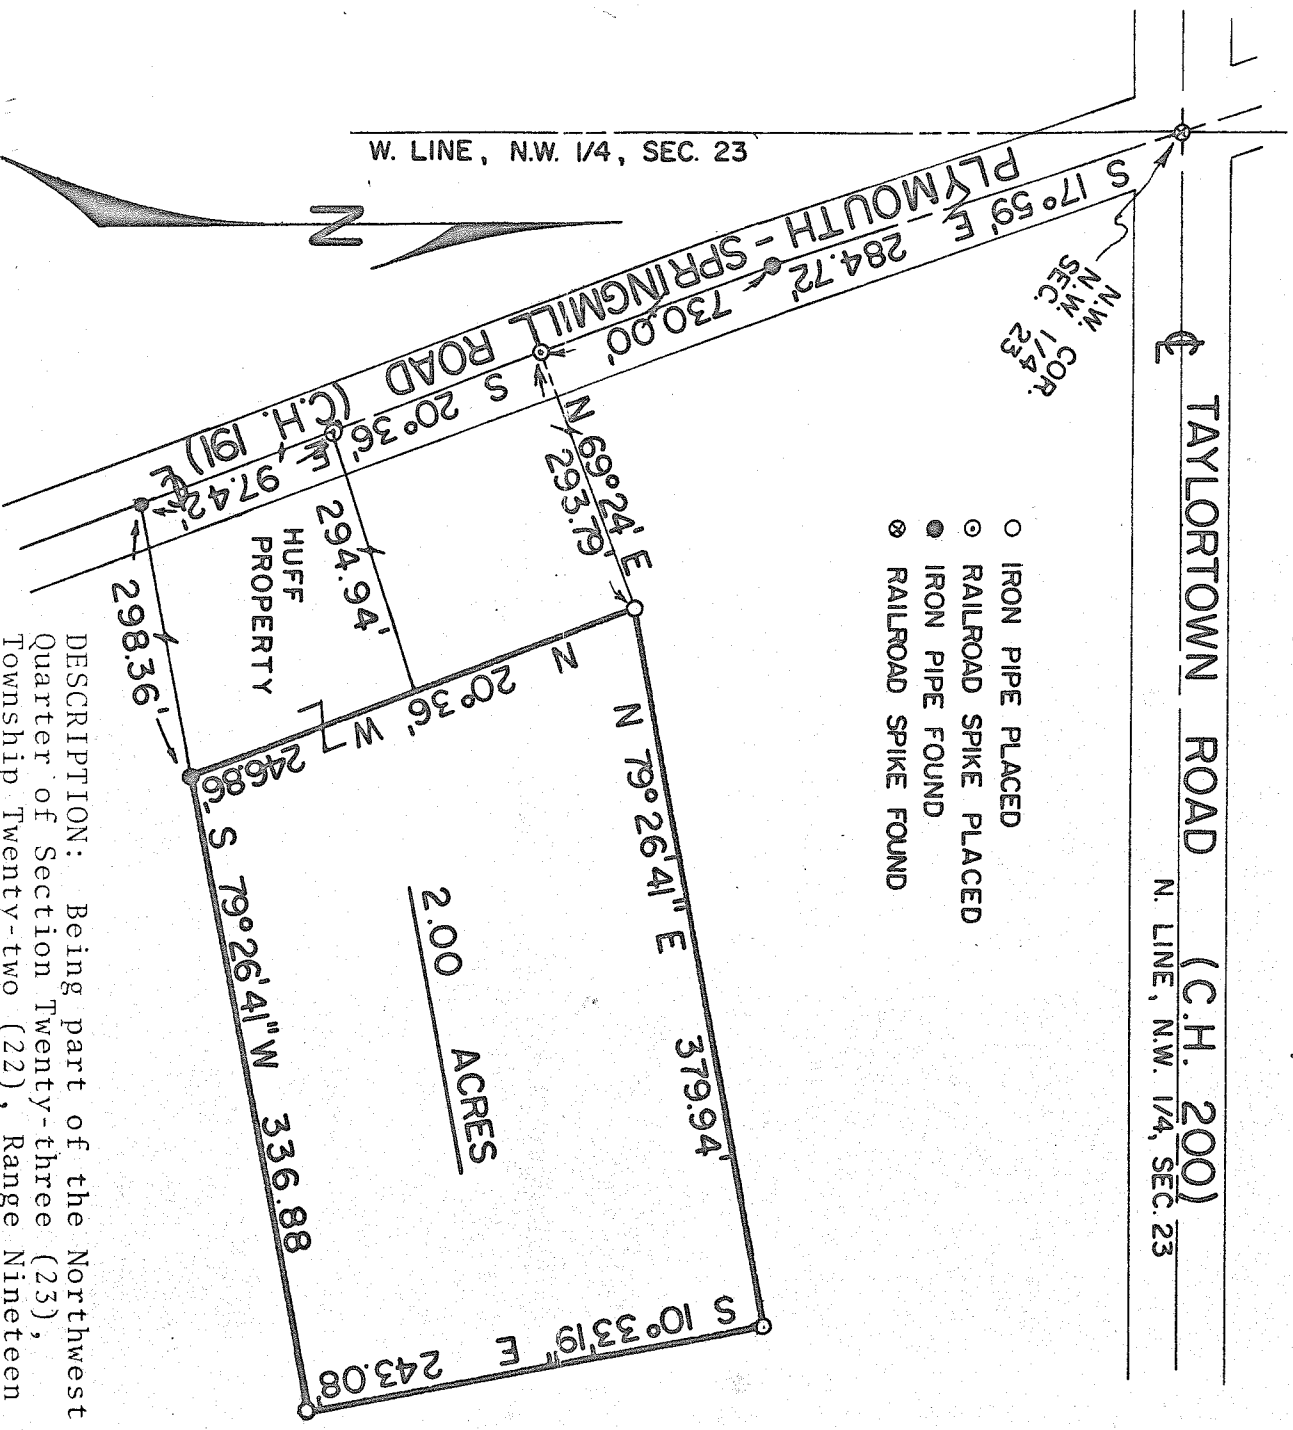 TAYLORTOWN ROAD (C.H. 200)
℄
N. LINE, N.W. 1/4, SEC. 23
N.W. COR.
N.W. 1/4
SEC. 23
W. LINE, N.W. 1/4, SEC. 23
S 17°59' E 284.72'
730.00'
PLYMOUTH - SPRINGMILL ROAD (C.H. 191)
S 20°36' E
97.42'
℄
N
○ IRON PIPE PLACED
⊙ RAILROAD SPIKE PLACED
● IRON PIPE FOUND
⊗ RAILROAD SPIKE FOUND
N 69°24' E
293.79'
294.94'
HUFF
PROPERTY
298.36'
N 20°36' W 246.86'
N 79°26'41" E 379.94'
2.00 ACRES
S 10°33'19" E 243.08'
S 79°26'41" W 336.88
DESCRIPTION: Being part of the Northwest
Quarter of Section Twenty-three (23),
Township Twenty-two (22), Range Nineteen